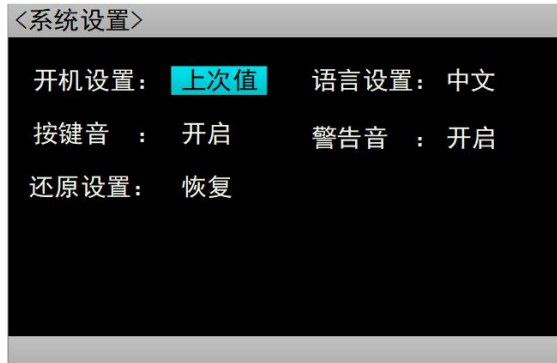 <系统设置>
开机设置： 上次值 语言设置： 中文
按键音 ： 开启 警告音 ： 开启
还原设置： 恢复